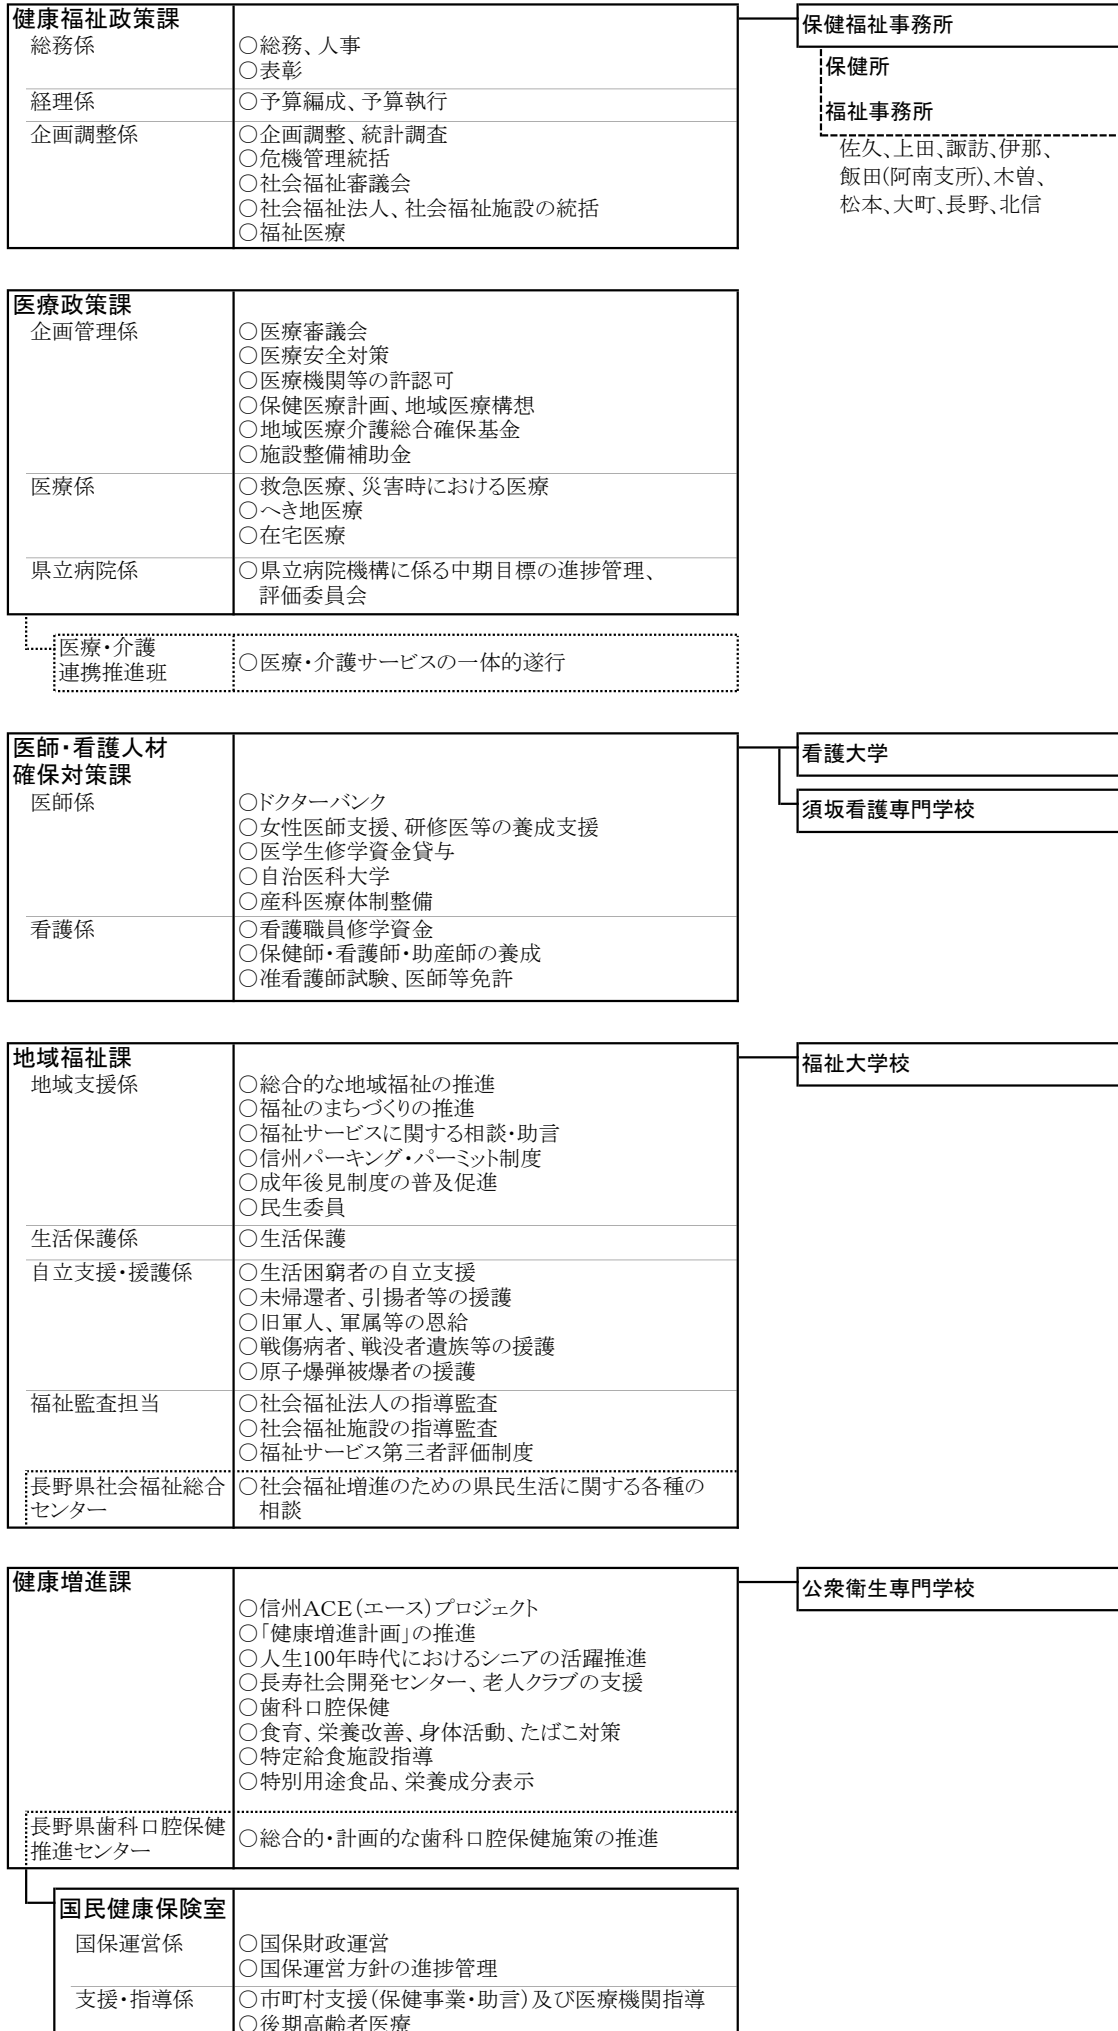 健康福祉政策課
総務係
○総務、人事
○表彰
経理係
○予算編成、予算執行
企画調整係
○企画調整、統計調査
○危機管理統括
○社会福祉審議会
○社会福祉法人、社会福祉施設の統括
○福祉医療
保健福祉事務所
保健所
福祉事務所
佐久、上田、諏訪、伊那、
飯田(阿南支所)、木曽、
松本、大町、長野、北信
医療政策課
企画管理係
○医療審議会
○医療安全対策
○医療機関等の許認可
○保健医療計画、地域医療構想
○地域医療介護総合確保基金
○施設整備補助金
医療係
○救急医療、災害時における医療
○へき地医療
○在宅医療
県立病院係
○県立病院機構に係る中期目標の進捗管理、
評価委員会
医療・介護
連携推進班
○医療・介護サービスの一体的遂行
医師・看護人材
確保対策課
医師係
○ドクターバンク
○女性医師支援、研修医等の養成支援
○医学生修学資金貸与
○自治医科大学
○産科医療体制整備
看護係
○看護職員修学資金
○保健師・看護師・助産師の養成
○准看護師試験、医師等免許
看護大学
須坂看護専門学校
地域福祉課
地域支援係
○総合的な地域福祉の推進
○福祉のまちづくりの推進
○福祉サービスに関する相談・助言
○信州パーキング・パーミット制度
○成年後見制度の普及促進
○民生委員
生活保護係
○生活保護
自立支援・援護係
○生活困窮者の自立支援
○未帰還者、引揚者等の援護
○旧軍人、軍属等の恩給
○戦傷病者、戦没者遺族等の援護
○原子爆弾被爆者の援護
福祉監査担当
○社会福祉法人の指導監査
○社会福祉施設の指導監査
○福祉サービス第三者評価制度
長野県社会福祉総合
センター
○社会福祉増進のための県民生活に関する各種の
相談
福祉大学校
健康増進課
○信州ACE(エース)プロジェクト
○「健康増進計画」の推進
○人生100年時代におけるシニアの活躍推進
○長寿社会開発センター、老人クラブの支援
○歯科口腔保健
○食育、栄養改善、身体活動、たばこ対策
○特定給食施設指導
○特別用途食品、栄養成分表示
長野県歯科口腔保健
推進センター
○総合的・計画的な歯科口腔保健施策の推進
公衆衛生専門学校
国民健康保険室
国保運営係
○国保財政運営
○国保運営方針の進捗管理
支援・指導係
○市町村支援(保健事業・助言)及び医療機関指導
○後期高齢者医療